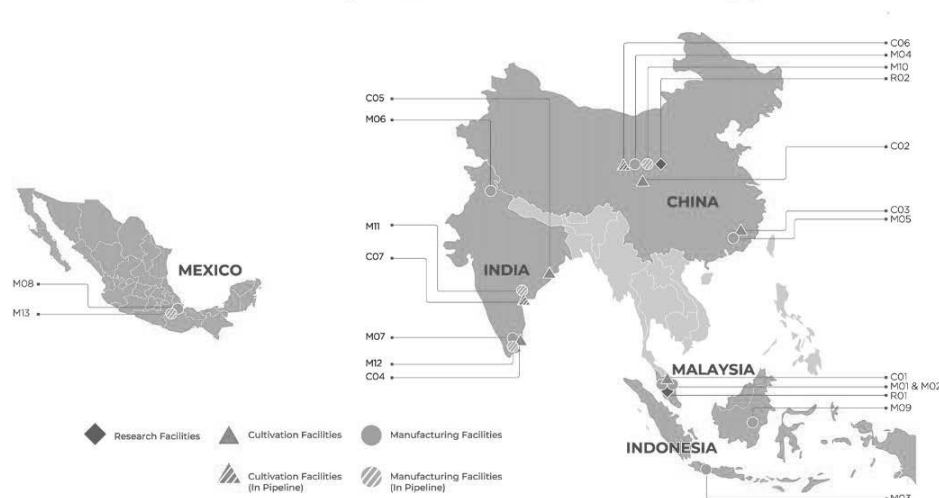 C06
M04
M10
R02
C05
M06
C02
CHINA
C03
M05
M11
INDIA
C07
MEXICO
M08
M13
M07
M12
C04
MALAYSIA
C01
M01 & M02
R01
M09
INDONESIA
Research Facilities
Cultivation Facilities
Manufacturing Facilities
Cultivation Facilities
(In Pipeline)
Manufacturing Facilities
(In Pipeline)
M03